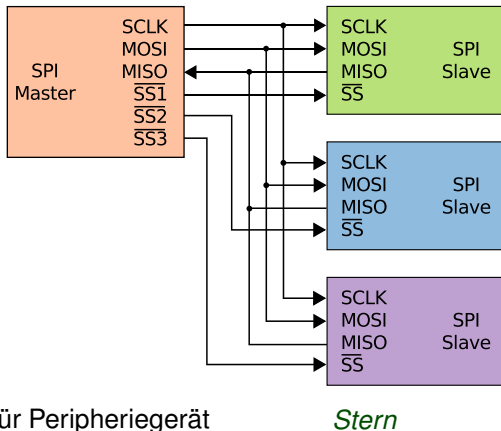 SCLK
MOSI
MISO
SS1
SS2
SS3
SPI
Master
SCLK
MOSI
MISO
SS
SPI
Slave
SCLK
MOSI
MISO
SS
SPI
Slave
SCLK
MOSI
MISO
SS
SPI
Slave
ür Peripheriegerät
Stern